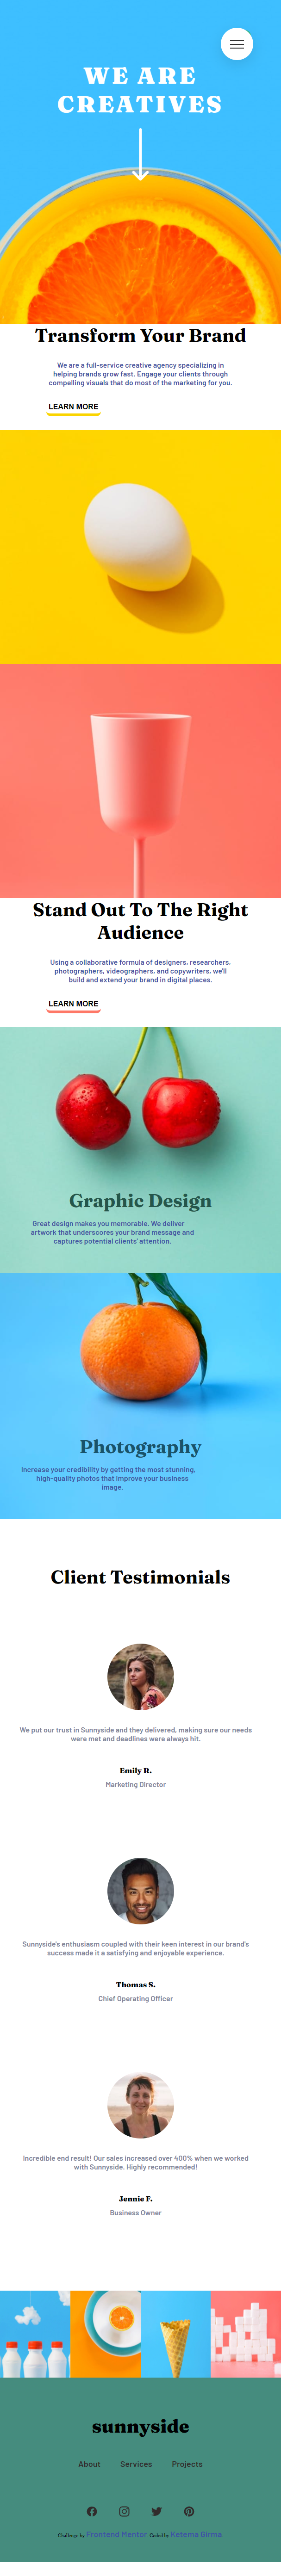 WE ARE
CREATIVES
Transform Your Brand
We are a full-service creative agency specializing in
helping brands grow fast. Engage your clients through
compelling visuals that do most of the marketing for you.
LEARN MORE
Stand Out To The Right
Audience
Using a collaborative formula of designers, researchers,
photographers, videographers, and copywriters, we'll
build and extend your brand in digital places.
LEARN MORE
Graphic Design
Great design makes you memorable. We deliver
artwork that underscores your brand message and
captures potential clients' attention.
Photography
Increase your credibility by getting the most stunning,
high-quality photos that improve your business
image.
Client Testimonials
We put our trust in Sunnyside and they delivered, making sure our needs
were met and deadlines were always hit.
Emily R.
Marketing Director
Sunnyside's enthusiasm coupled with their keen interest in our brand's
success made it a satisfying and enjoyable experience.
Thomas S.
Chief Operating Officer
Incredible end result! Our sales increased over 400% when we worked
with Sunnyside. Highly recommended!
Jennie F.
Business Owner
sunnyside
About Services Projects
Challenge by Frontend Mentor. Coded by Ketema Girma.